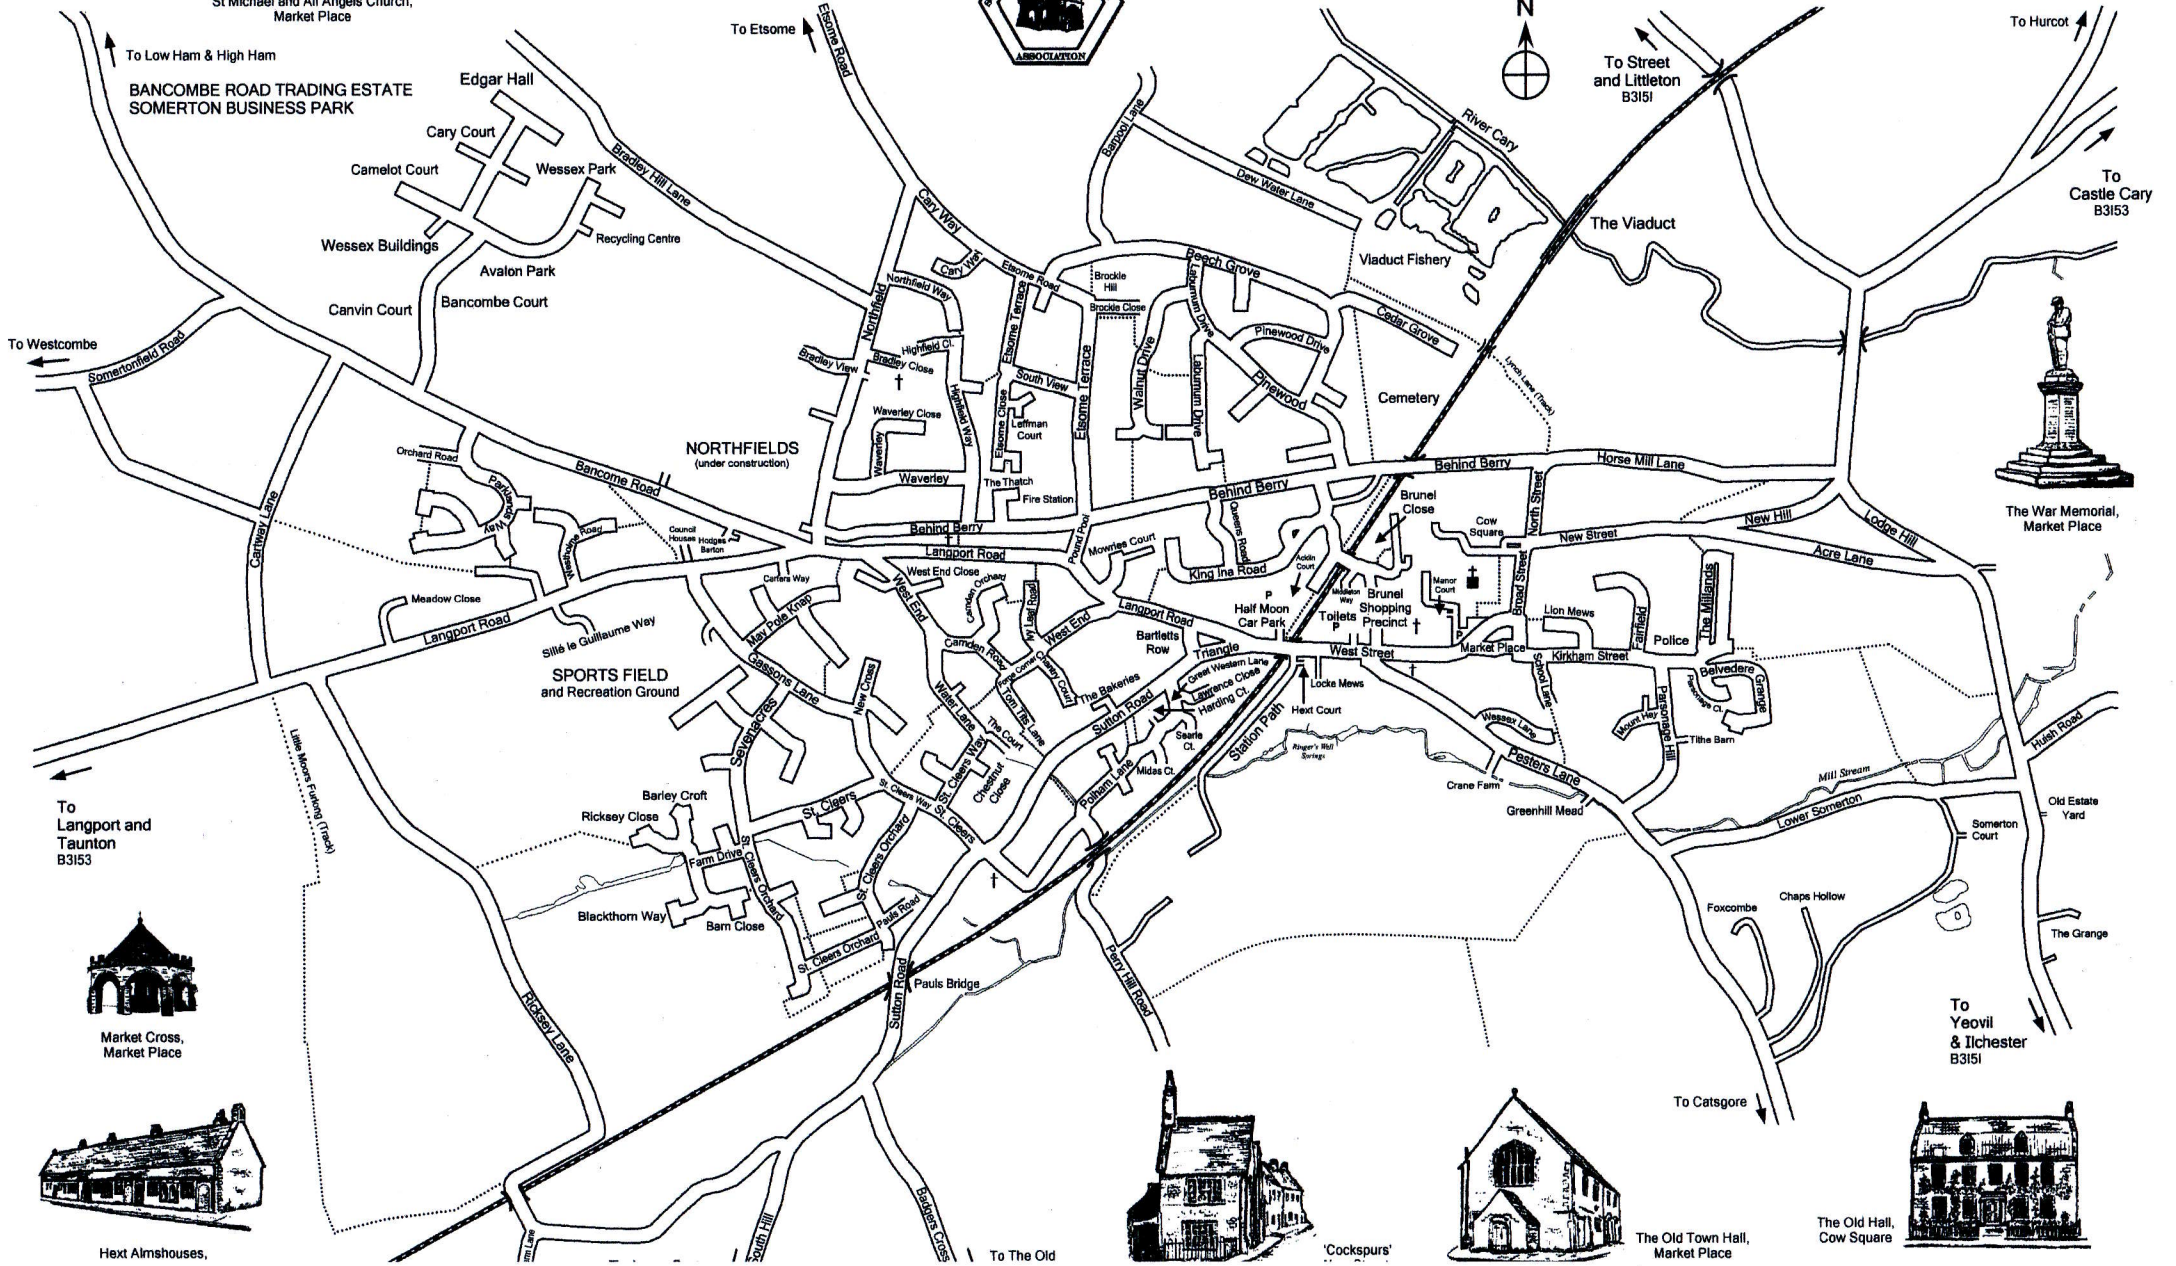 St Michael and All Angels Church,
Market Place
To Low Ham & High Ham
BANCOMBE ROAD TRADING ESTATE
SOMERTON BUSINESS PARK
Edgar Hall
Cary Court
Camelot Court
Wessex Park
Wessex Buildings
Recycling Centre
Avalon Park
Canvin Court
Bancombe Court
To Westcombe
Somertonfield Road
Bradley Hill Lane
To Etsome
Etsome Road
ASSOCIATION
N
To Street
and Littleton
B3151
To Hurcot
To
Castle Cary
B3153
River Cary
Barpool Lane
Dew Water Lane
The Viaduct
Viaduct Fishery
Cary Way
Cary Way
Etsome Road
Northfield Way
Northfield
Beech Grove
Brockle
Hill
Brockle Close
Laburnum Drive
Cedar Grove
Pinewood Drive
Pinewood
Walnut Drive
Laburnum Drive
Etsome Terrace
Etsome Terrace
Highfield Cl.
Bradley View
Bradley Close
South View
Highfield Way
Etsome Close
Leffman
Court
Waverley Close
Waverley
Waverley
The Thatch
Fire Station
Cemetery
Lynch Lane (Track)
NORTHFIELDS
(under construction)
Orchard Road
Parklands Way
Bancome Road
Westholme Road
Council
Houses
Hodges
Barton
Cartway Lane
Behind Berry
Behind Berry
Behind Berry
Horse Mill Lane
Langport Road
Pound Pool
Mowries Court
Queens Road
King Ina Road
Acklin
Court
Brunel
Close
Cow
Square
North Street
New Street
New Hill
Acre Lane
Lodge Hill
The War Memorial,
Market Place
Meadow Close
Langport Road
Sillé le Guillaume Way
Carters Way
May Pole Knap
West End Close
West End
Camden Orchard
Ivy Leaf Road
West End
Camden Road
Forge Corner
Chancy Court
Tom Tits Lane
Langport Road
P
Half Moon
Car Park
Toilets
P
Middleton
Way
Brunel
Shopping
Precinct
Manor
Court
P
Broad Street
Lion Mews
Fairfield
Police
The Millands
Bartletts
Row
Triangle
West Street
Market Place
Kirkham Street
Belvedere
Grange
Parsonage Cl.
School Lane
Parsonage Hill
Mount Hey
Tithe Barn
SPORTS FIELD
and Recreation Ground
Gassons Lane
New Cross
Sevenacres
Water Lane
The Court
The Bakeries
Great Western Lane
Lawrence Close
Harding Ct.
Sutton Road
Searle
Ct.
Midas Ct.
Polham Lane
Station Path
Locke Mews
Hext Court
Ringer's Well
Springs
Wessex Lane
Pesters Lane
Crane Farm
Greenhill Mead
Mill Stream
Lower Somerton
Huish Road
Old Estate
Yard
Somerton
Court
St. Cleers Way
Chestnut
Close
St. Cleers Way
St. Cleers
St. Cleers
Barley Croft
Ricksey Close
Farm Drive
St. Cleers Orchard
St. Cleers Orchard
Blackthorn Way
Barn Close
Pauls Road
St. Cleers Orchard
Little Moors Furlong (Track)
To
Langport and
Taunton
B3153
Ricksey Lane
Sutton Road
Pauls Bridge
Perry Hill Road
Foxcombe
Chaps Hollow
The Grange
To
Yeovil
& Ilchester
B3151
To Catsgore
Market Cross,
Market Place
Hext Almshouses,
South Hill
Badgers Cross
To The Old
'Cockspurs'
The Old Town Hall,
Market Place
The Old Hall,
Cow Square